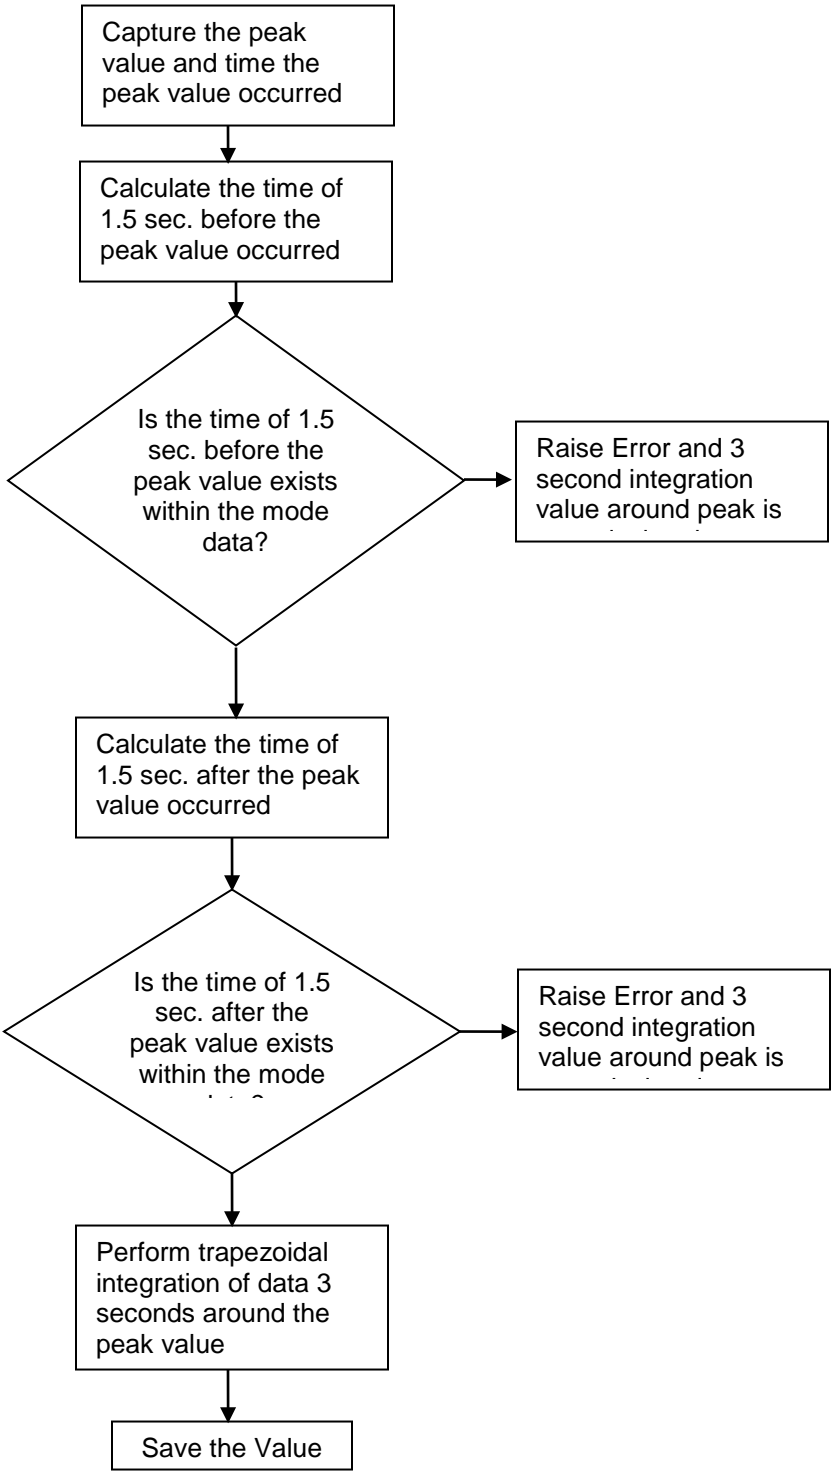 Capture the peak
value and time the
peak value occurred
Calculate the time of
1.5 sec. before the
peak value occurred
Is the time of 1.5
sec. before the
peak value exists
within the mode
data?
Raise Error and 3
second integration
value around peak is
Calculate the time of
1.5 sec. after the peak
value occurred
Is the time of 1.5
sec. after the
peak value exists
within the mode
Raise Error and 3
second integration
value around peak is
Perform trapezoidal
integration of data 3
seconds around the
peak value
Save the Value